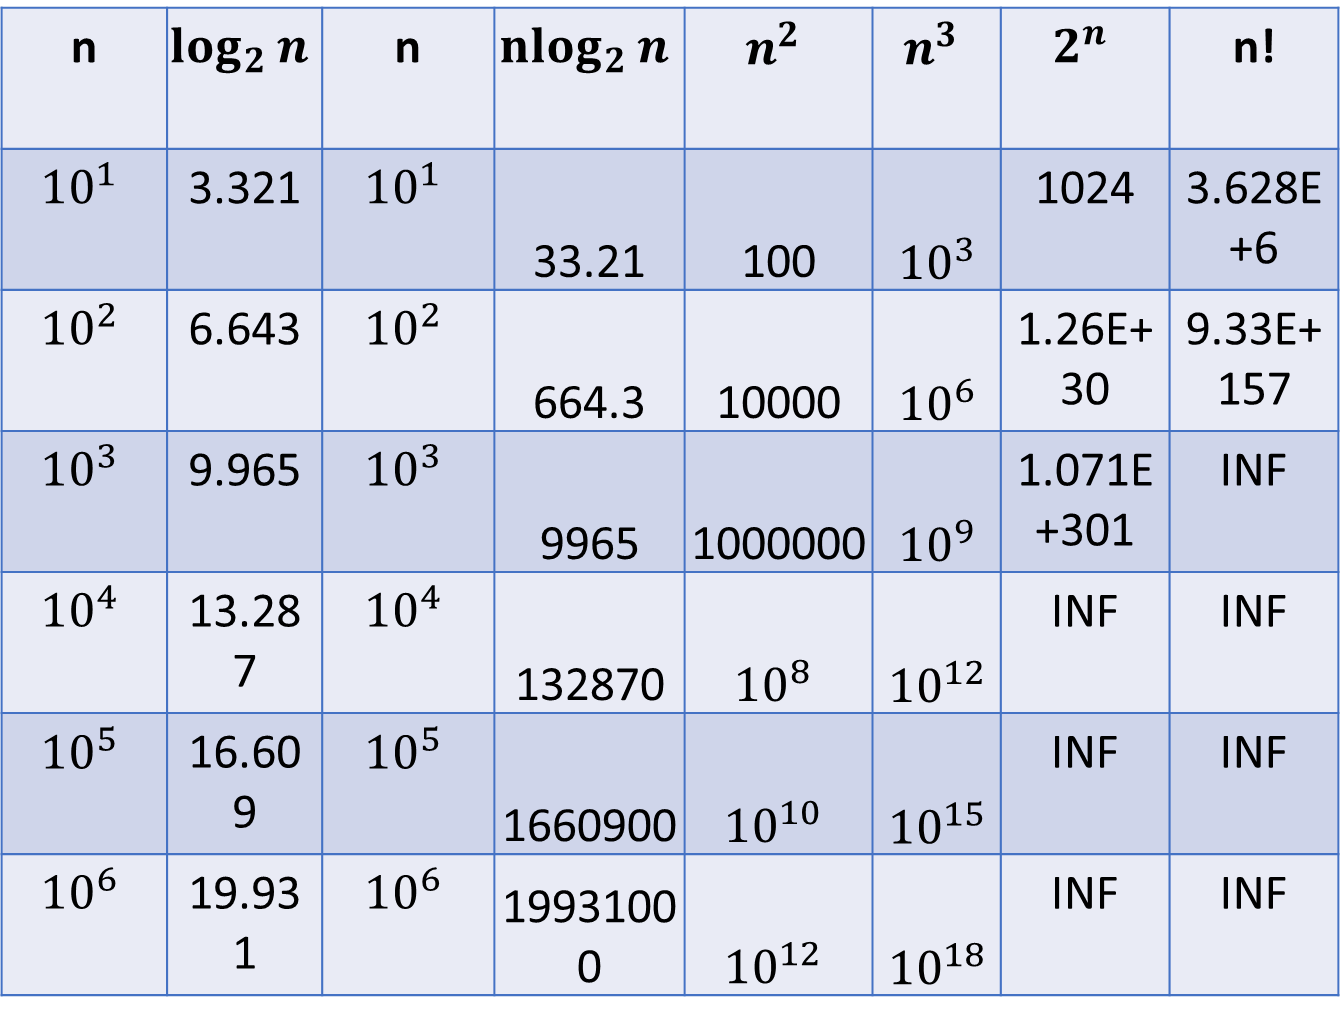 n log₂ n n nlog₂ n n² n³ 2ⁿ n!
10¹ 3.321 10¹ 33.21 100 10³ 1024 3.628E
+6
10² 6.643 10² 664.3 10000 10⁶ 1.26E+ 9.33E+
30 157
10³ 9.965 10³ 9965 1000000 10⁹ 1.071E INF
+301
10⁴ 13.28 10⁴ 132870 10⁸ 10¹² INF INF
7
10⁵ 16.60 10⁵ 1660900 10¹⁰ 10¹⁵ INF INF
9
10⁶ 19.93 10⁶ 1993100 10¹² 10¹⁸ INF INF
1 0